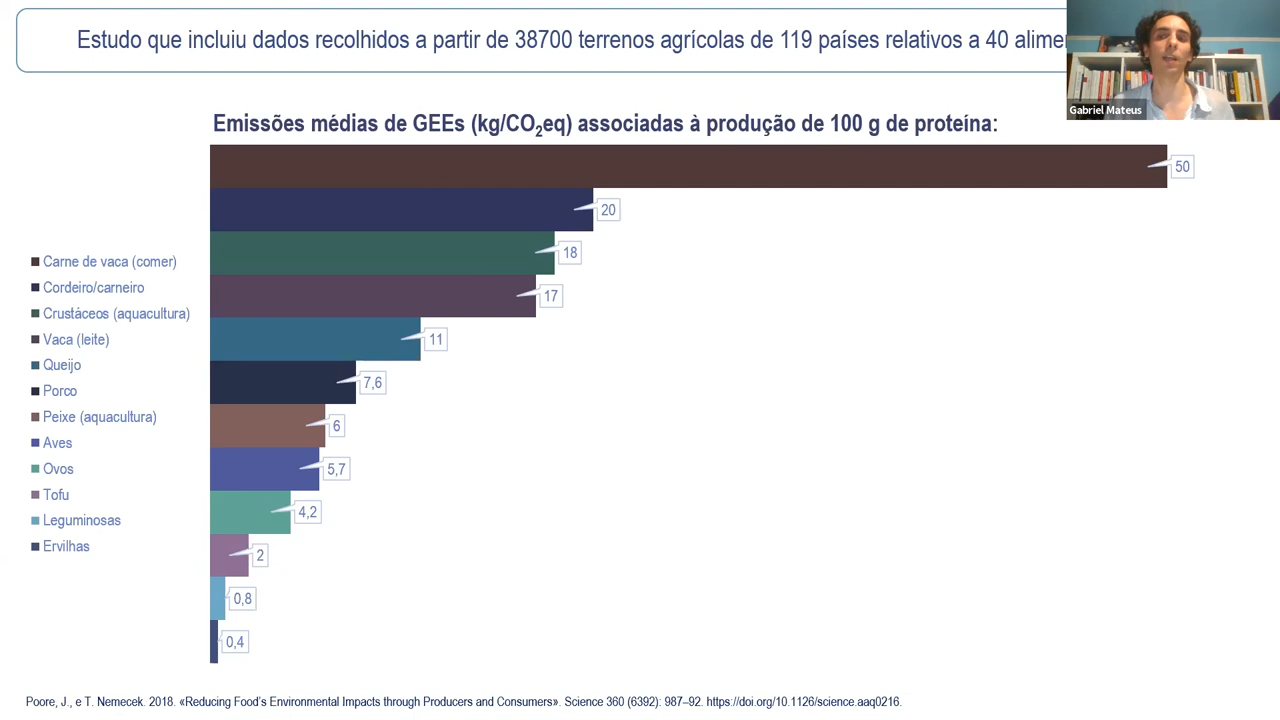 Estudo que incluiu dados recolhidos a partir de 38700 terrenos agrícolas de 119 países relativos a 40
Gabriel Mateus
Emissões médias de GEEs (kg/CO₂eq) associadas à produção de 100 g de proteína:
50
20
18
17
11
7,6
6
5,7
4,2
2
0,8
0,4
Carne de vaca (comer)
Cordeiro/carneiro
Crustáceos (aquacultura)
Vaca (leite)
Queijo
Porco
Peixe (aquacultura)
Aves
Ovos
Tofu
Leguminosas
Ervilhas
Poore, J., e T. Nemecek. 2018. «Reducing Food's Environmental Impacts through Producers and Consumers». Science 360 (6392): 987–92. https://doi.org/10.1126/science.aaq0216.